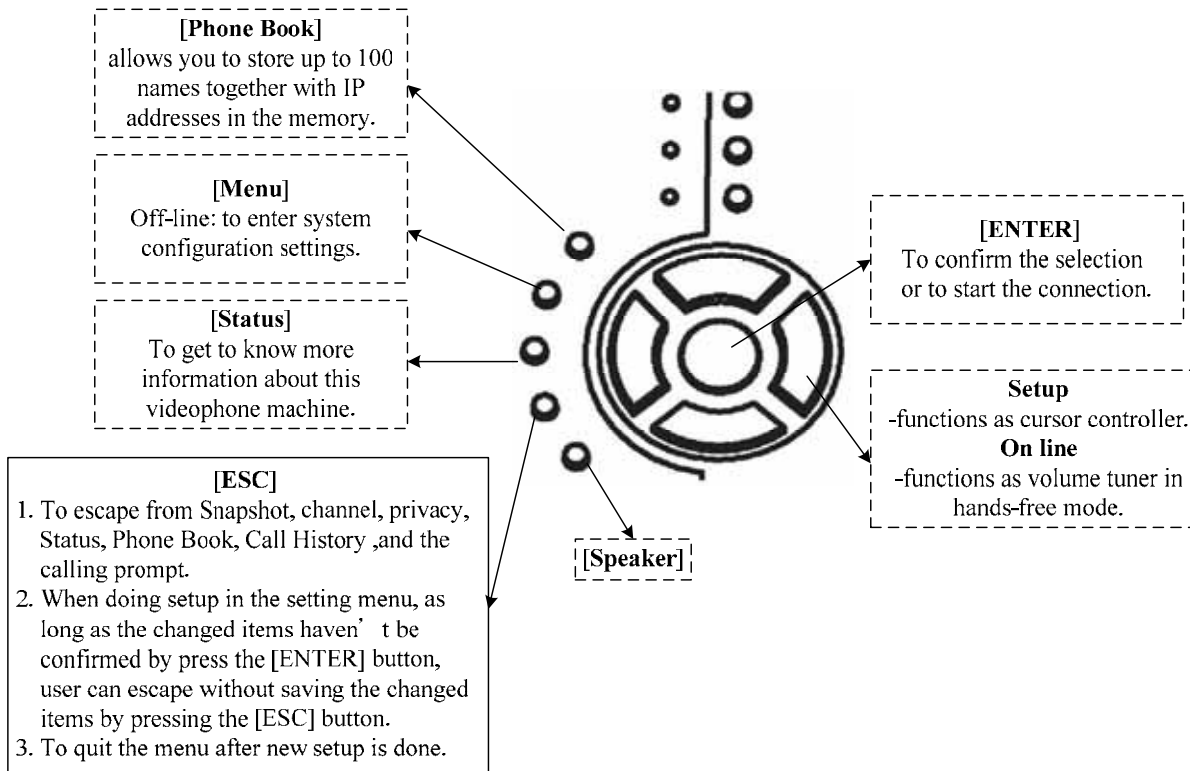 [Phone Book]
allows you to store up to 100
names together with IP
addresses in the memory.
[Menu]
Off-line: to enter system
configuration settings.
[Status]
To get to know more
information about this
videophone machine.
[ESC]
1. To escape from Snapshot, channel, privacy,
Status, Phone Book, Call History ,and the
calling prompt.
2. When doing setup in the setting menu, as
long as the changed items haven’ t be
confirmed by press the [ENTER] button,
user can escape without saving the changed
items by pressing the [ESC] button.
3. To quit the menu after new setup is done.
[Speaker]
[ENTER]
To confirm the selection
or to start the connection.
Setup
-functions as cursor controller.
On line
-functions as volume tuner in
hands-free mode.